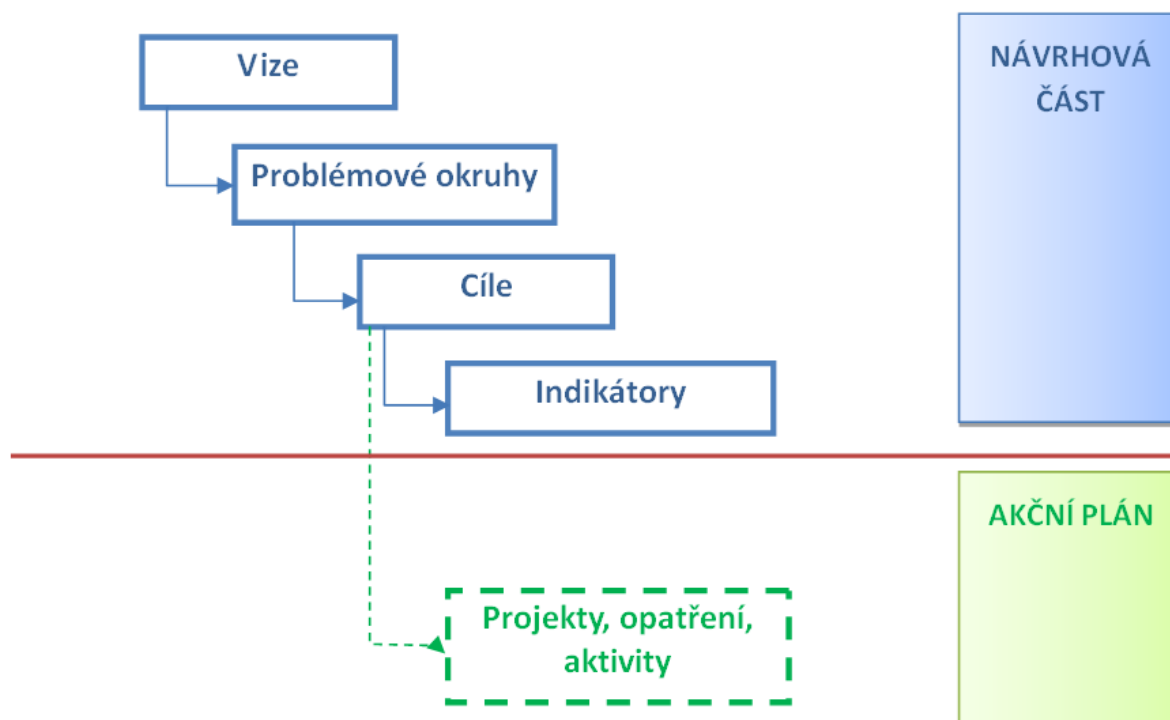 Vize
Problémové okruhy
Cíle
Indikátory
NÁVRHOVÁ
ČÁST
Projekty, opatření,
aktivity
AKČNÍ PLÁN